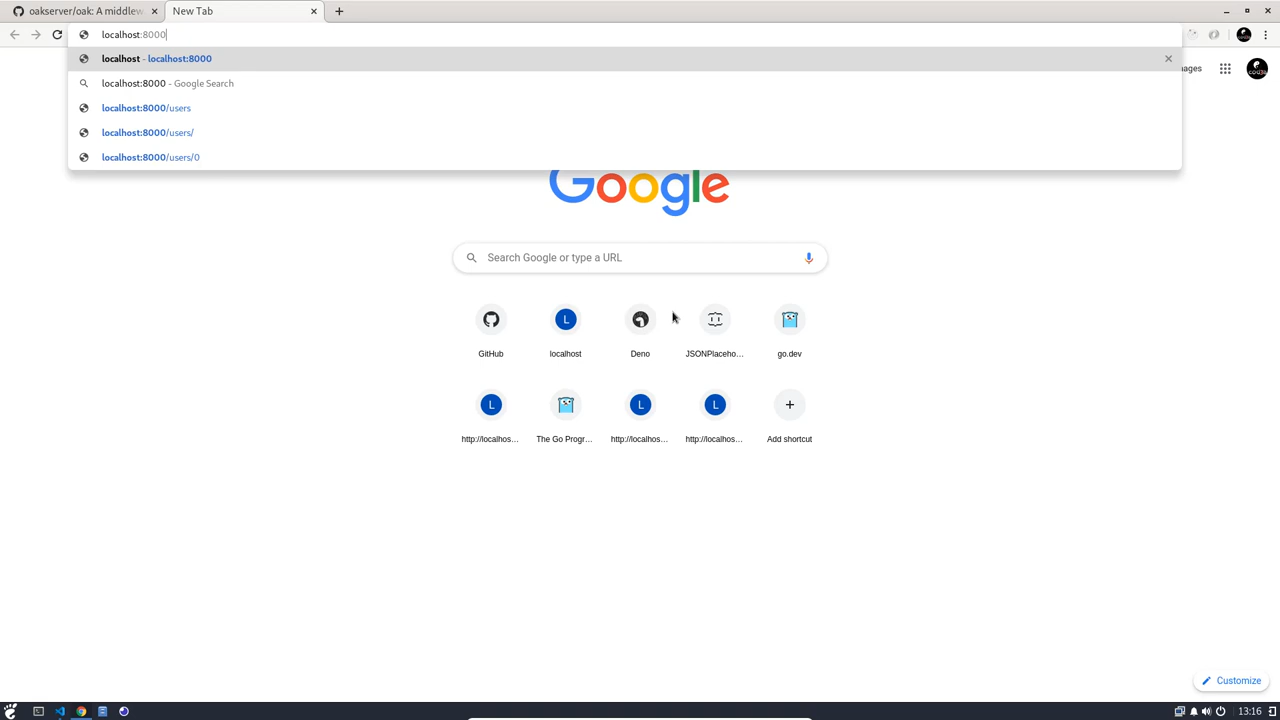 oakserver/oak: A middlew
New Tab
localhost:8000
localhost - localhost:8000
localhost:8000 - Google Search
localhost:8000/users
localhost:8000/users/
localhost:8000/users/0
ages
Google
Search Google or type a URL
GitHub
L
localhost
Deno
JSONPlaceho...
go.dev
L
http://localhos...
The Go Progr...
L
http://localhos...
L
http://localhos...
Add shortcut
Customize
13:16